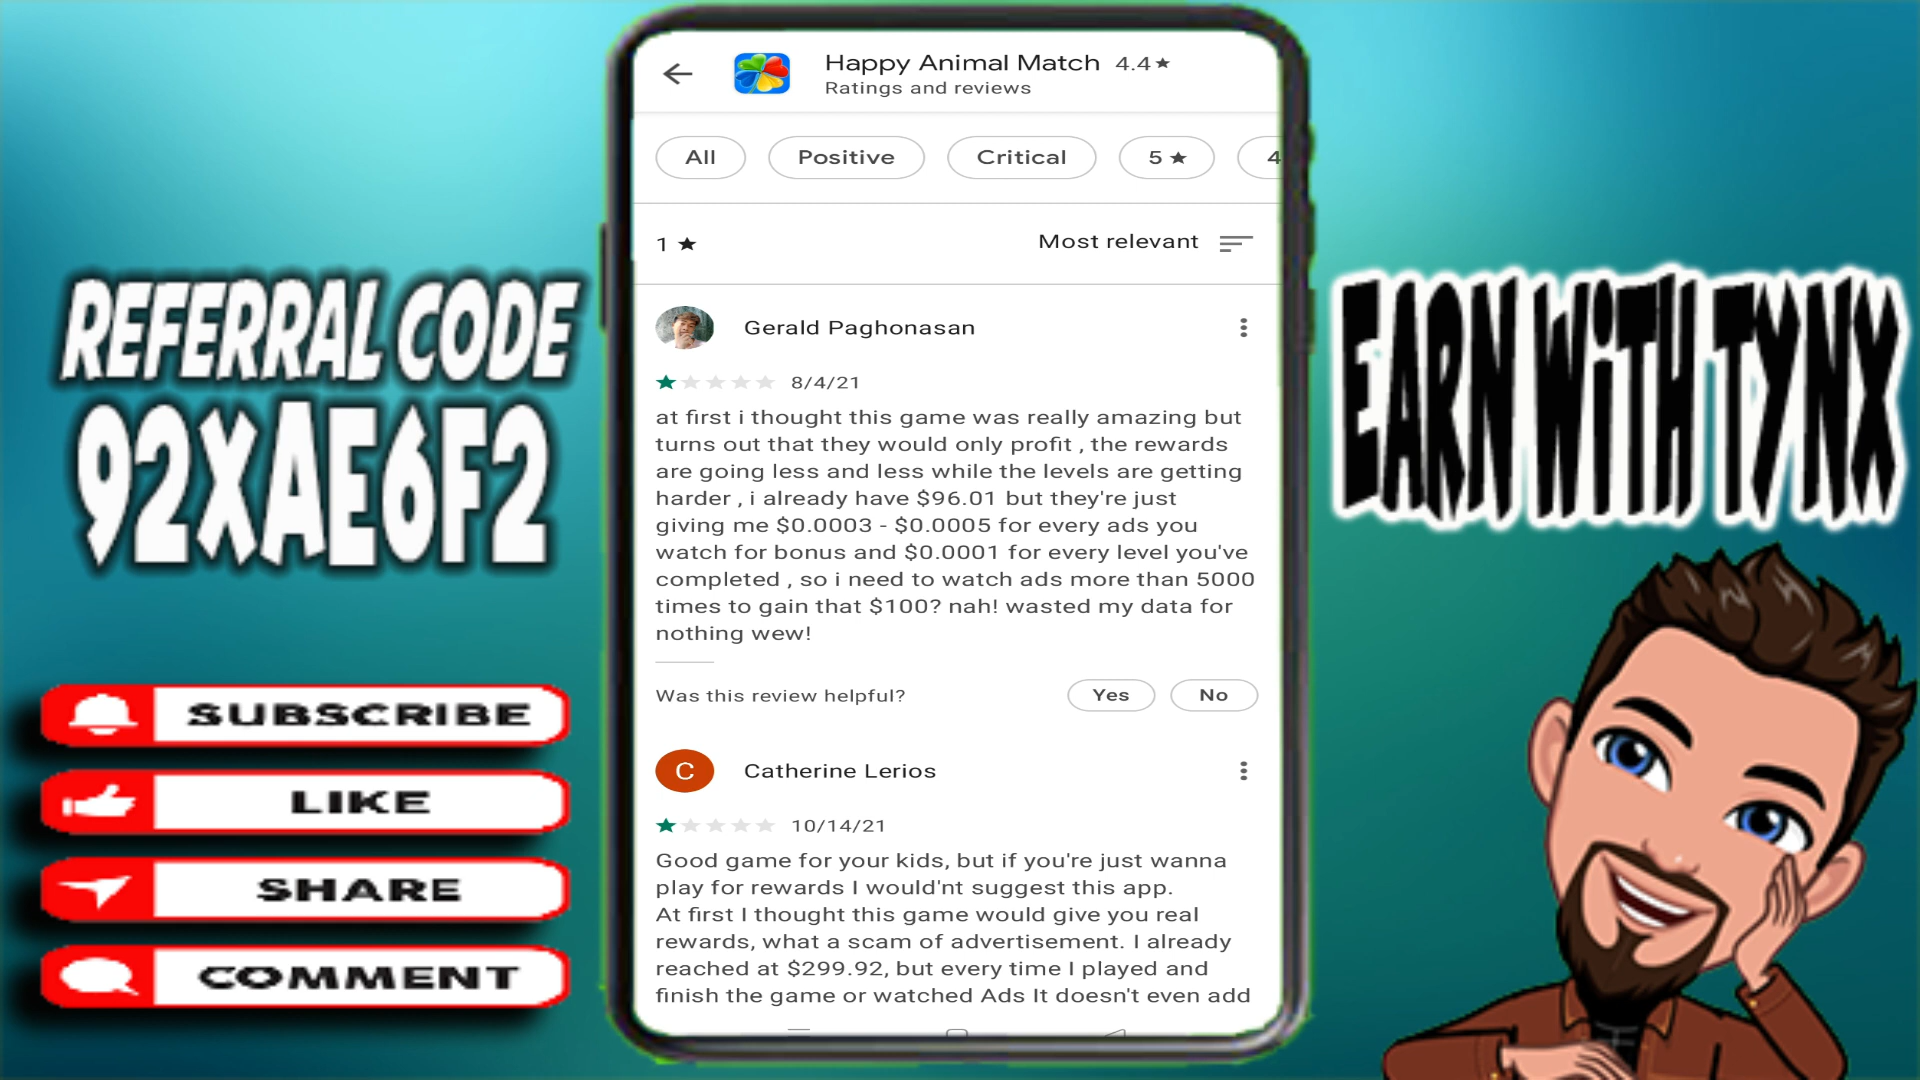 Happy Animal Match 4.4★
Ratings and reviews
All Positive Critical 5 ★ 4
1 ★ Most relevant
Gerald Paghonasan
8/4/21
at first i thought this game was really amazing but
turns out that they would only profit , the rewards
are going less and less while the levels are getting
harder , i already have $96.01 but they're just
giving me $0.0003 - $0.0005 for every ads you
watch for bonus and $0.0001 for every level you've
completed , so i need to watch ads more than 5000
times to gain that $100? nah! wasted my data for
nothing wew!
Was this review helpful? Yes No
C Catherine Lerios
10/14/21
Good game for your kids, but if you're just wanna
play for rewards I would'nt suggest this app.
At first I thought this game would give you real
rewards, what a scam of advertisement. I already
reached at $299.92, but every time I played and
finish the game or watched Ads It doesn't even add
REFERRAL CODE
92XAE6F2
SUBSCRIBE
LIKE
SHARE
COMMENT
EARN WiTH TYNX